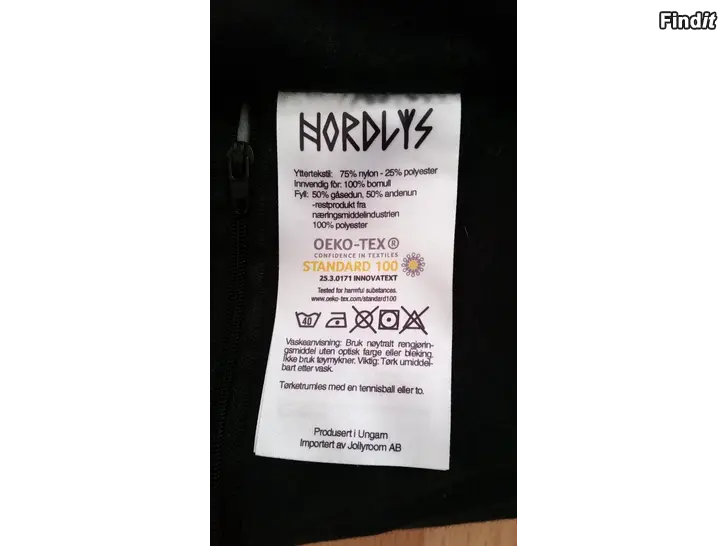 Findit
NORDLYS
Yttertekstil: 75% nylon - 25% polyester
Innvendig fôr: 100% bomull
Fyll: 50% gåsedun, 50% andenun
-restprodukt fra
næringsmiddelindustrien
100% polyester
OEKO-TEX®
CONFIDENCE IN TEXTILES
STANDARD 100
25.3.0171 INNOVATEXT
Tested for harmful substances.
www.oeko-tex.com/standard100
40
Vaskeanvisning: Bruk nøytralt rengjørin-
gsmiddel uten optisk farge eller bleking.
Ikke bruk tøymykner. Viktig: Tørk umiddel-
bart etter vask.
Tørketrumles med en tennisball eller to.
Produsert i Ungarn
Importert av Jollyroom AB